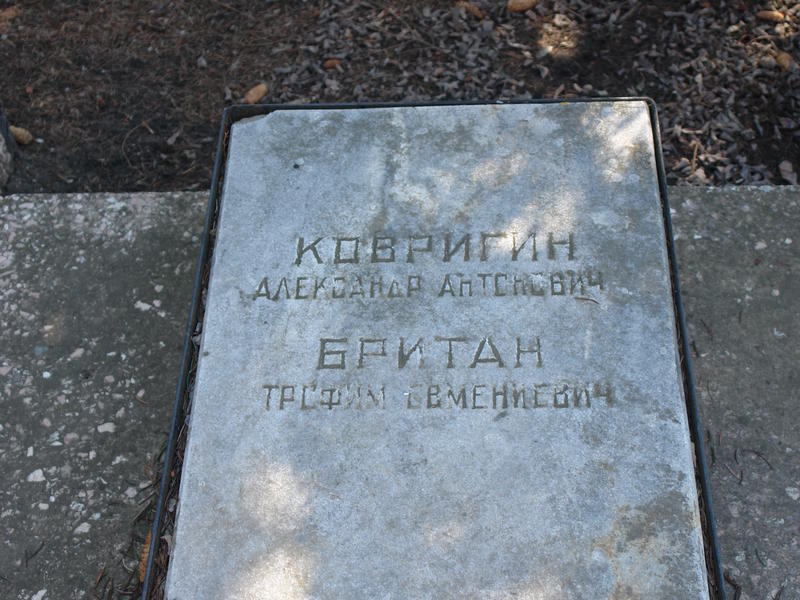 КОВРИГИН
АЛЕКСАНДР АНТОНОВИЧ
БРИТАН
ТРОФИМ ЕВМЕНИЕВИЧ